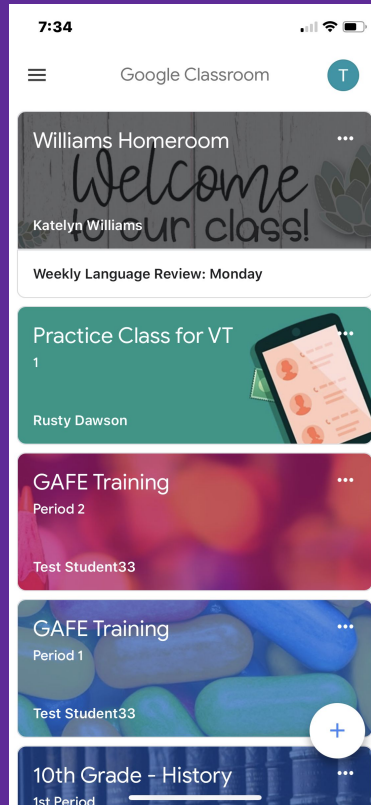 7:34
Google Classroom
T
Williams Homeroom
Welcome
to our class!
Katelyn Williams
Weekly Language Review: Monday
Practice Class for VT
1
Rusty Dawson
GAFE Training
Period 2
Test Student33
GAFE Training
Period 1
Test Student33
10th Grade - History
1st Period